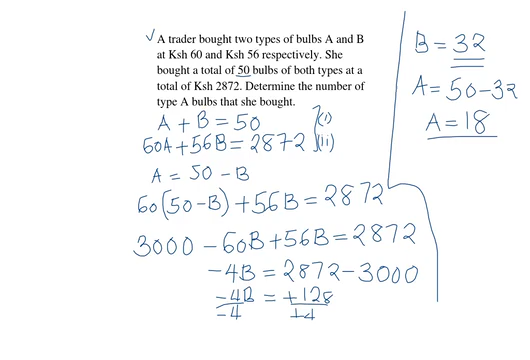 ✓ A trader bought two types of bulbs A and B
at Ksh 60 and Ksh 56 respectively. She
bought a total of 50 bulbs of both types at a
total of Ksh 2872. Determine the number of
type A bulbs that she bought.
A + B = 50 (i)
60A + 56B = 2872 (ii)
A = 50 - B
60(50 - B) + 56B = 2872
3000 - 60B + 56B = 2872
-4B = 2872 - 3000
-4B = +128
-4 +4
B = 32
A = 50 - 32
A = 18